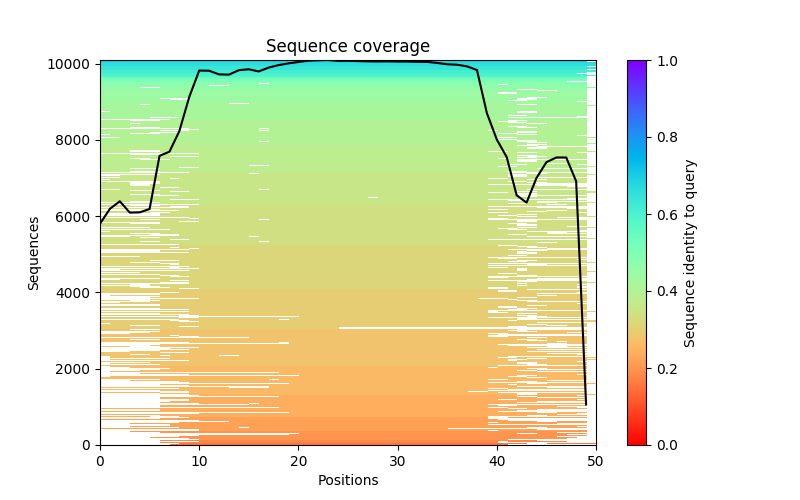 Sequence coverage
Sequences
10000
8000
6000
4000
2000
0
0 10 20 30 40 50
Positions
1.0
0.8
0.6
0.4
0.2
0.0
Sequence identity to query